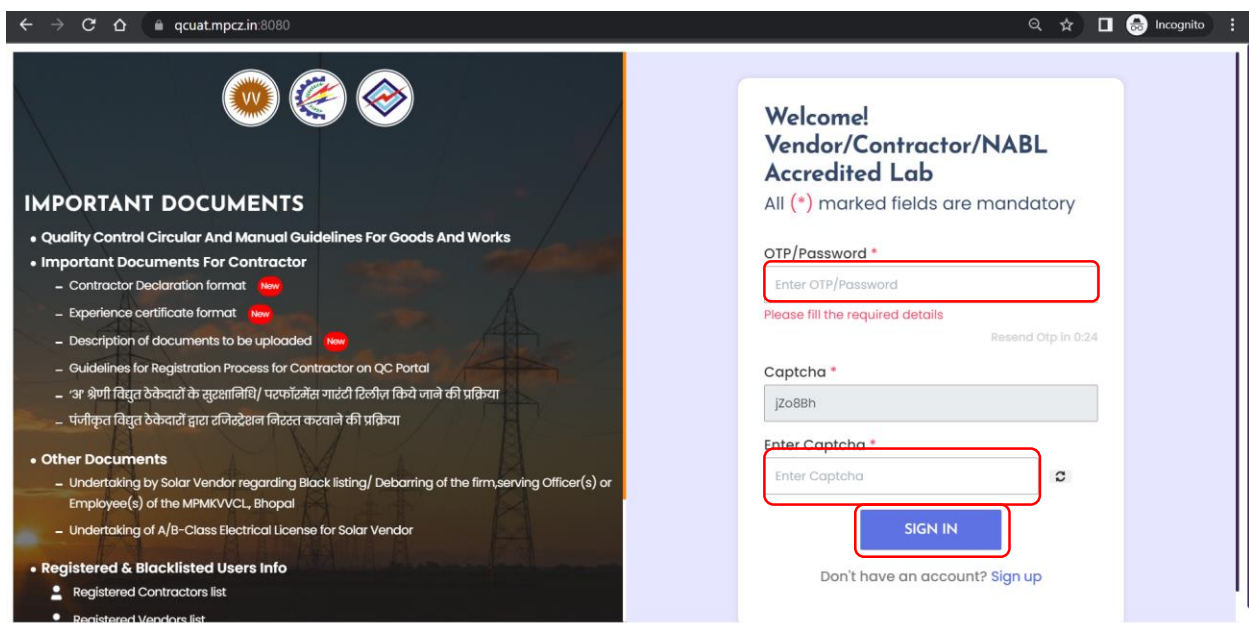 qcuat.mpcz.in:8080
Incognito
VV
IMPORTANT DOCUMENTS
• Quality Control Circular And Manual Guidelines For Goods And Works
• Important Documents For Contractor
– Contractor Declaration format New
– Experience certificate format New
– Description of documents to be uploaded New
– Guidelines for Registration Process for Contractor on QC Portal
– 'अ' श्रेणी विद्युत ठेकेदारों के सुरक्षानिधि/ परफॉरमेंस गारंटी रिलीज़ किये जाने की प्रक्रिया
– पंजीकृत विद्युत ठेकेदारों द्वारा रजिस्ट्रेशन निरस्त करवाने की प्रक्रिया
• Other Documents
– Undertaking by Solar Vendor regarding Black listing/ Debarring of the firm,serving Officer(s) or
Employee(s) of the MPMKVVCL, Bhopal
– Undertaking of A/B-Class Electrical License for Solar Vendor
• Registered & Blacklisted Users Info
Registered Contractors list
Registered Vendors list
Welcome!
Vendor/Contractor/NABL
Accredited Lab
All (*) marked fields are mandatory
OTP/Password *
Enter OTP/Password
Please fill the required details
Resend Otp in 0:24
Captcha *
jZo8Bh
Enter Captcha *
Enter Captcha
SIGN IN
Don't have an account? Sign up